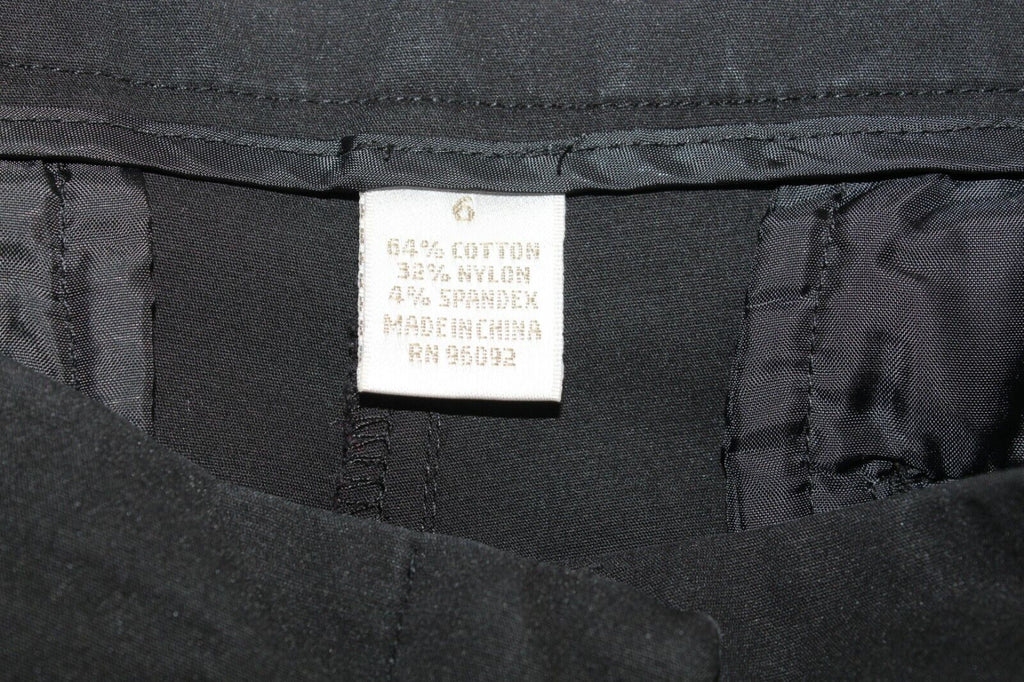 6
64% COTTON
32% NYLON
4% SPANDEX
MADE IN CHINA
RN 96092